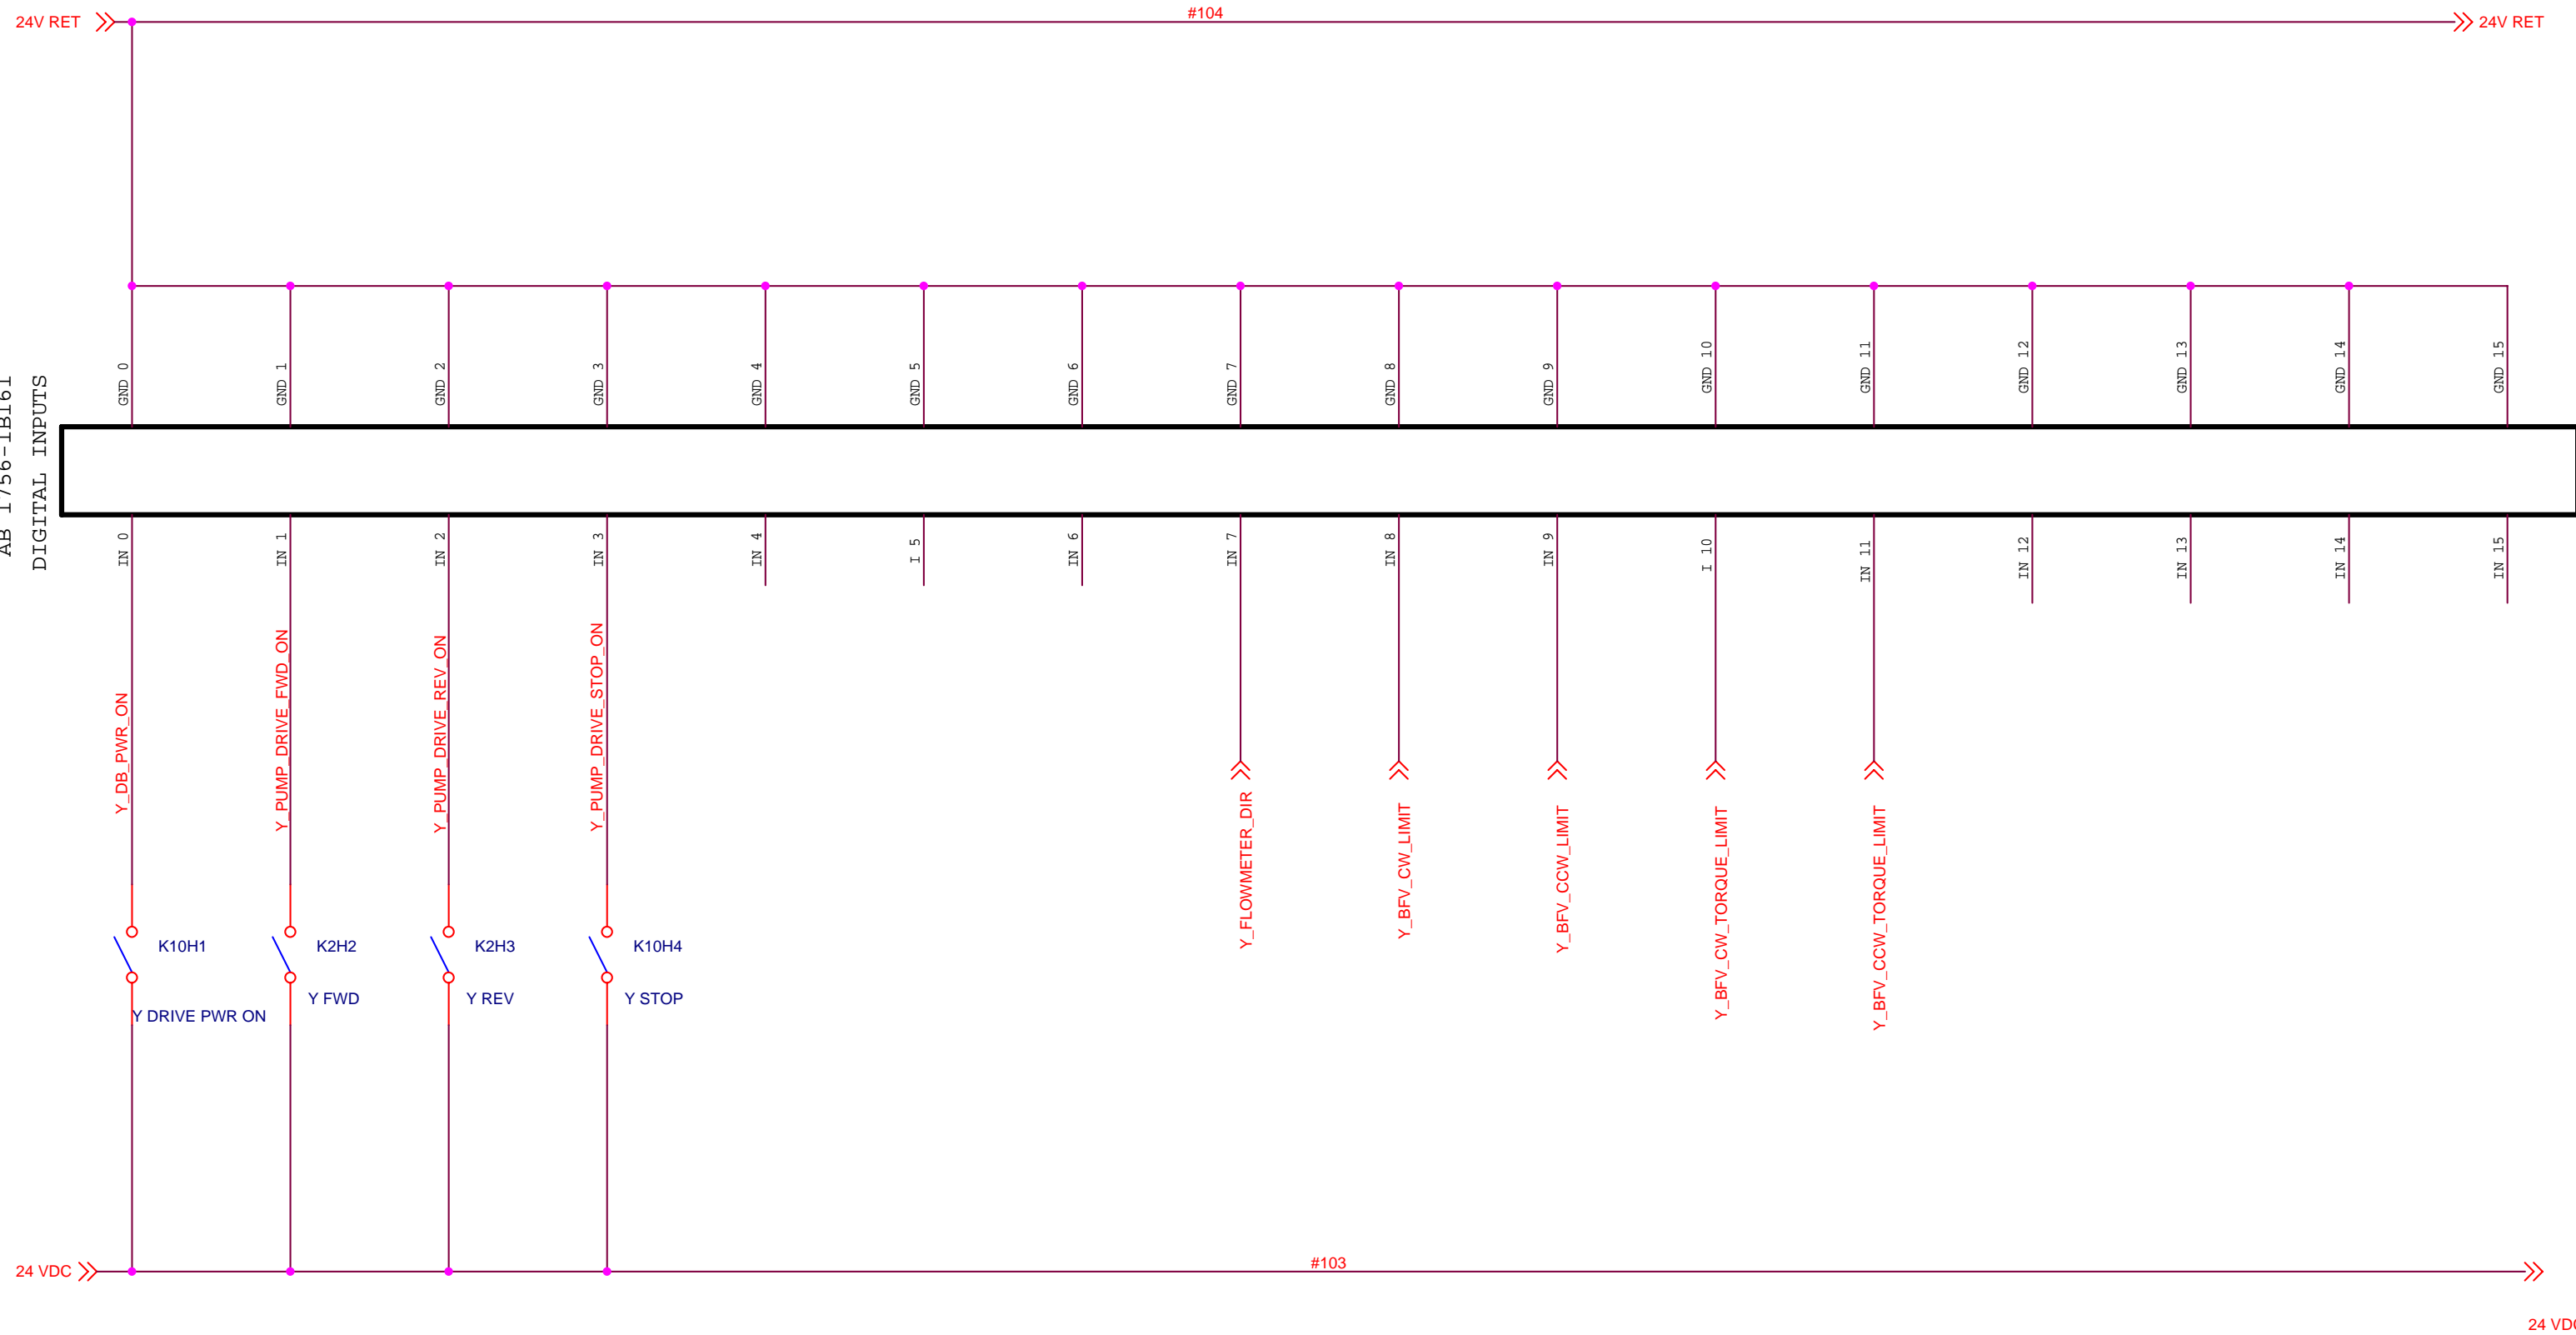 24V RET
#104
24V RET
AB 1756-IB16I
DIGITAL INPUTS
GND 0
GND 1
GND 2
GND 3
GND 4
GND 5
GND 6
GND 7
GND 8
GND 9
GND 10
GND 11
GND 12
GND 13
GND 14
GND 15
IN 0
IN 1
IN 2
IN 3
IN 4
I 5
IN 6
IN 7
IN 8
IN 9
I 10
IN 11
IN 12
IN 13
IN 14
IN 15
Y_DB_PWR_ON
Y_PUMP_DRIVE_FWD_ON
Y_PUMP_DRIVE_REV_ON
Y_PUMP_DRIVE_STOP_ON
Y_FLOWMETER_DIR
Y_BFV_CW_LIMIT
Y_BFV_CCW_LIMIT
Y_BFV_CW_TORQUE_LIMIT
Y_BFV_CCW_TORQUE_LIMIT
K10H1
K2H2
K2H3
K10H4
Y DRIVE PWR ON
Y FWD
Y REV
Y STOP
24 VDC
#103
24 VDC